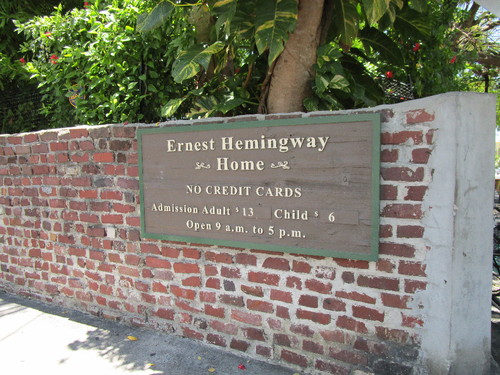 Ernest Hemingway
Home
NO CREDIT CARDS
Admission Adult $13 Child $6
Open 9 a.m. to 5 p.m.